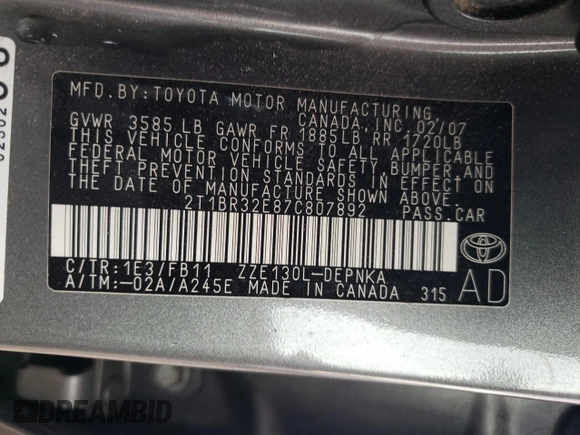 MFD. BY: TOYOTA MOTOR MANUFACTURING,
CANADA, INC. 02/07
GVWR 3585 LB GAWR FR 1885LB RR 1720LB
THIS VEHICLE CONFORMS TO ALL APPLICABLE
FEDERAL MOTOR VEHICLE SAFETY, BUMPER, AND
THEFT PREVENTION STANDARDS IN EFFECT ON
THE DATE OF MANUFACTURE SHOWN ABOVE.
2T1BR32E87C807892 PASS.CAR
C/TR:1E3/FB11 ZZE130L-DEPNKA
A/TM:-02A/A245E MADE IN CANADA 315
AD
DREAMBID